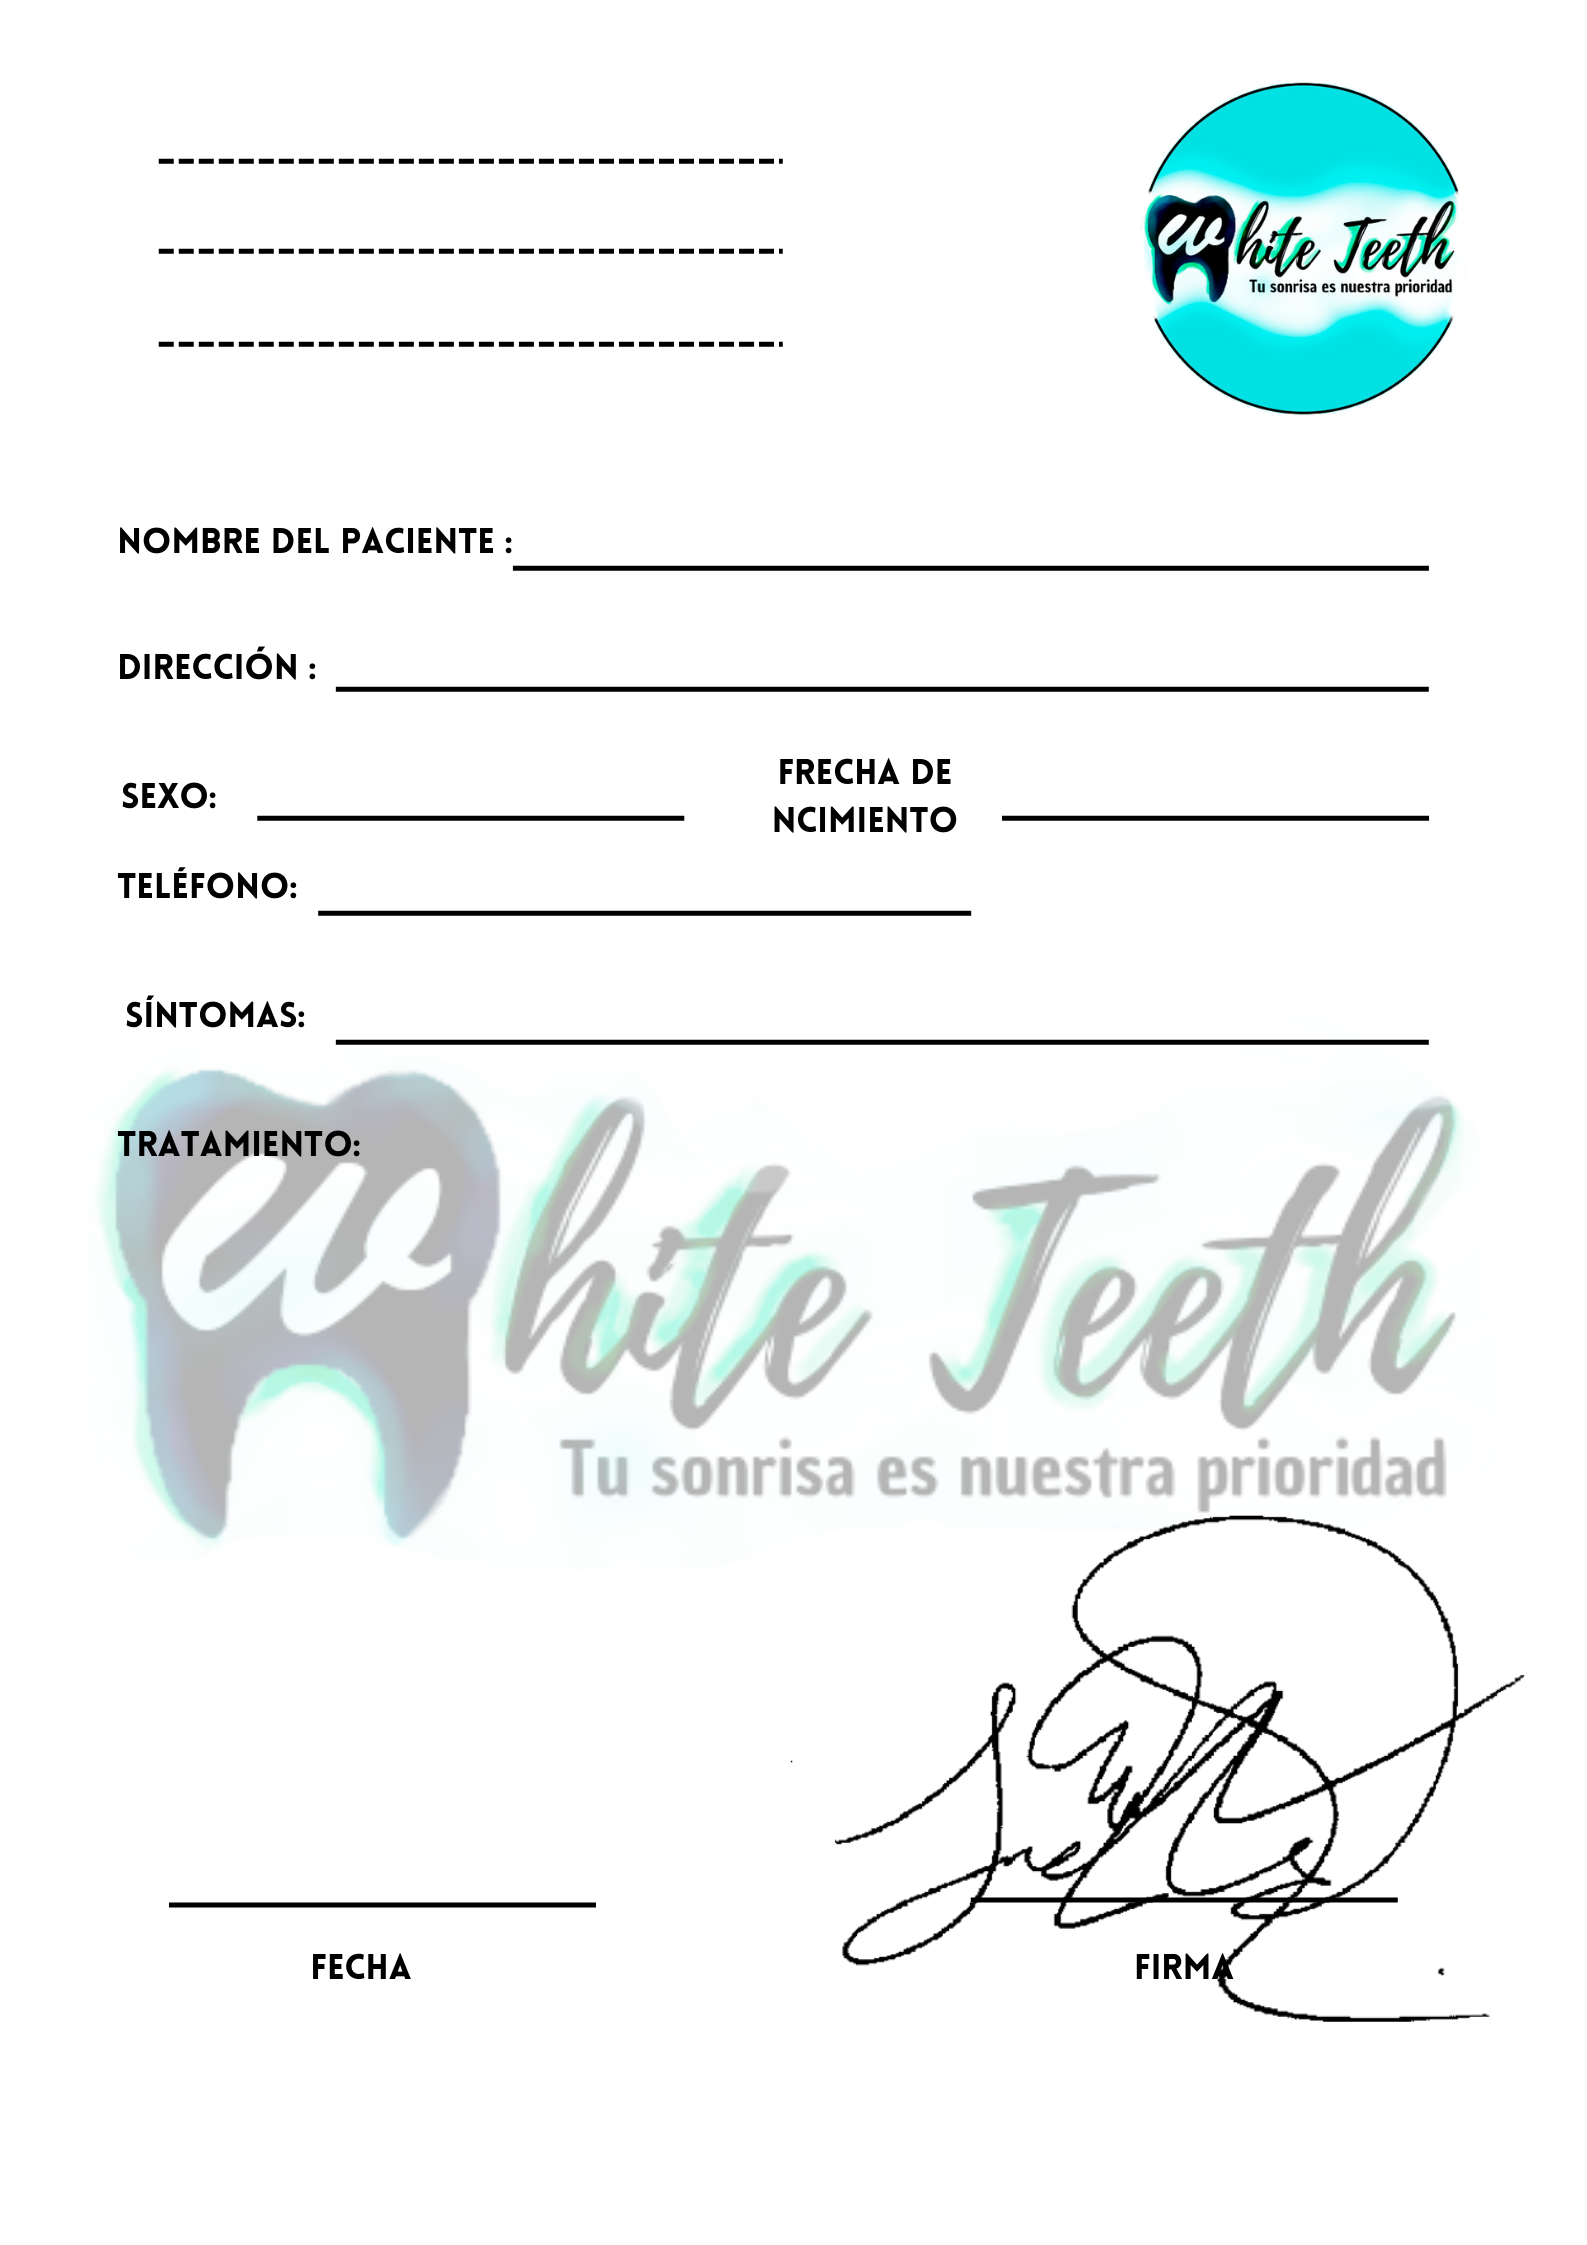 White Teeth
Tu sonrisa es nuestra prioridad
NOMBRE DEL PACIENTE :
DIRECCIÓN :
SEXO:
FRECHA DE
NCIMIENTO
TELÉFONO:
SÍNTOMAS:
TRATAMIENTO:
White Teeth
Tu sonrisa es nuestra prioridad
FECHA
FIRMA